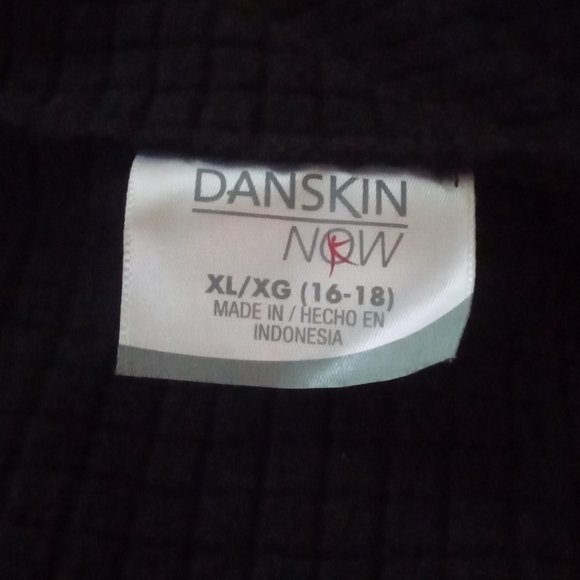 DANSKIN
NOW
XL/XG (16-18)
MADE IN / HECHO EN
INDONESIA